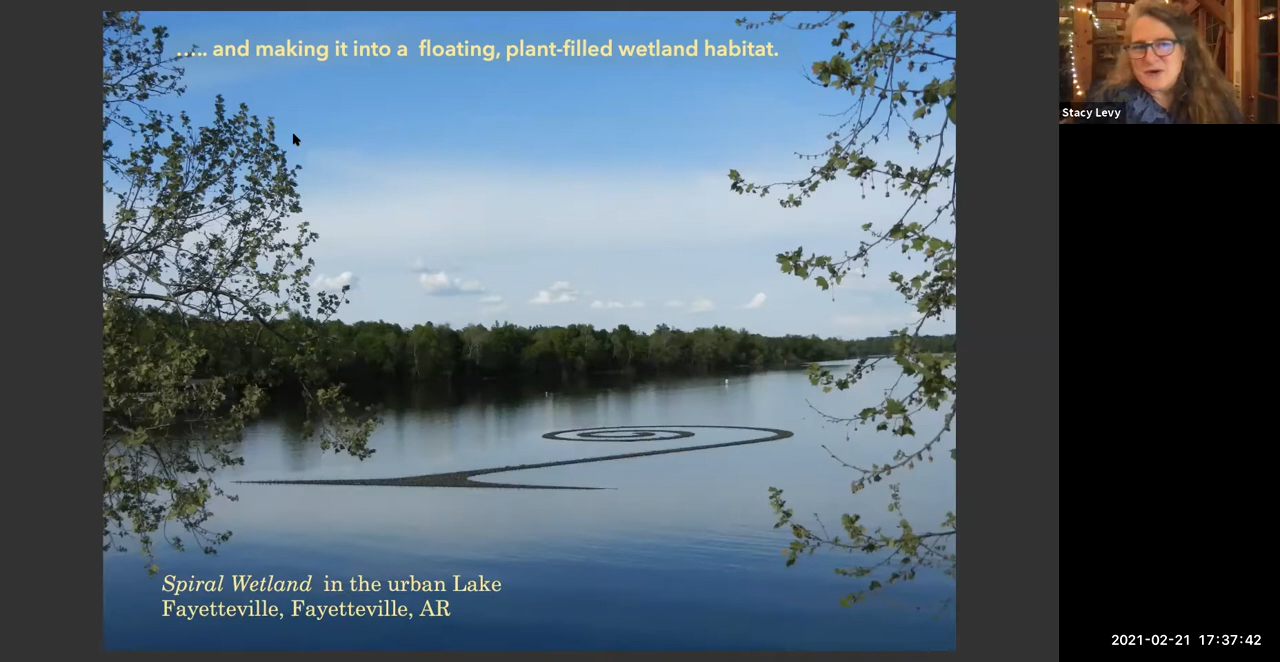 ..... and making it into a floating, plant-filled wetland habitat.
Stacy Levy
Spiral Wetland in the urban Lake
Fayetteville, Fayetteville, AR
2021-02-21 17:37:42